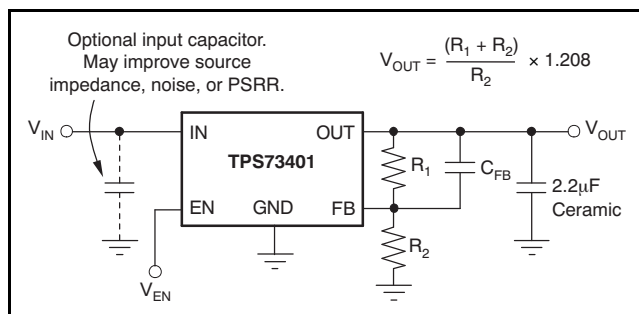 Optional input capacitor.
May improve source
impedance, noise, or PSRR.
V_OUT = (R_1 + R_2) / R_2 × 1.208
V_IN
IN
OUT
V_OUT
TPS73401
R_1
C_FB
2.2μF
Ceramic
EN
GND
FB
R_2
V_EN